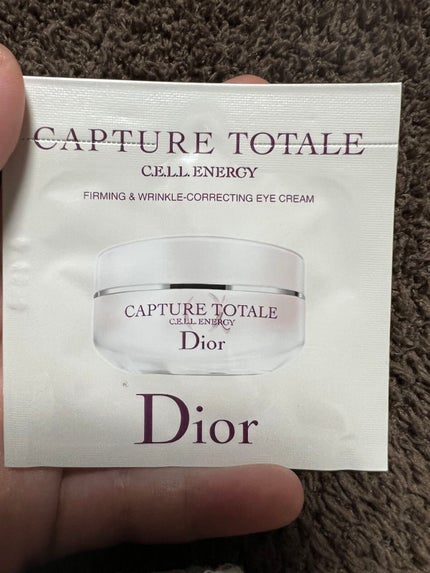 CAPTURE TOTALE
C.E.L.L. ENERGY
FIRMING & WRINKLE-CORRECTING EYE CREAM
CAPTURE TOTALE
C.E.L.L. ENERGY
Dior
Dior